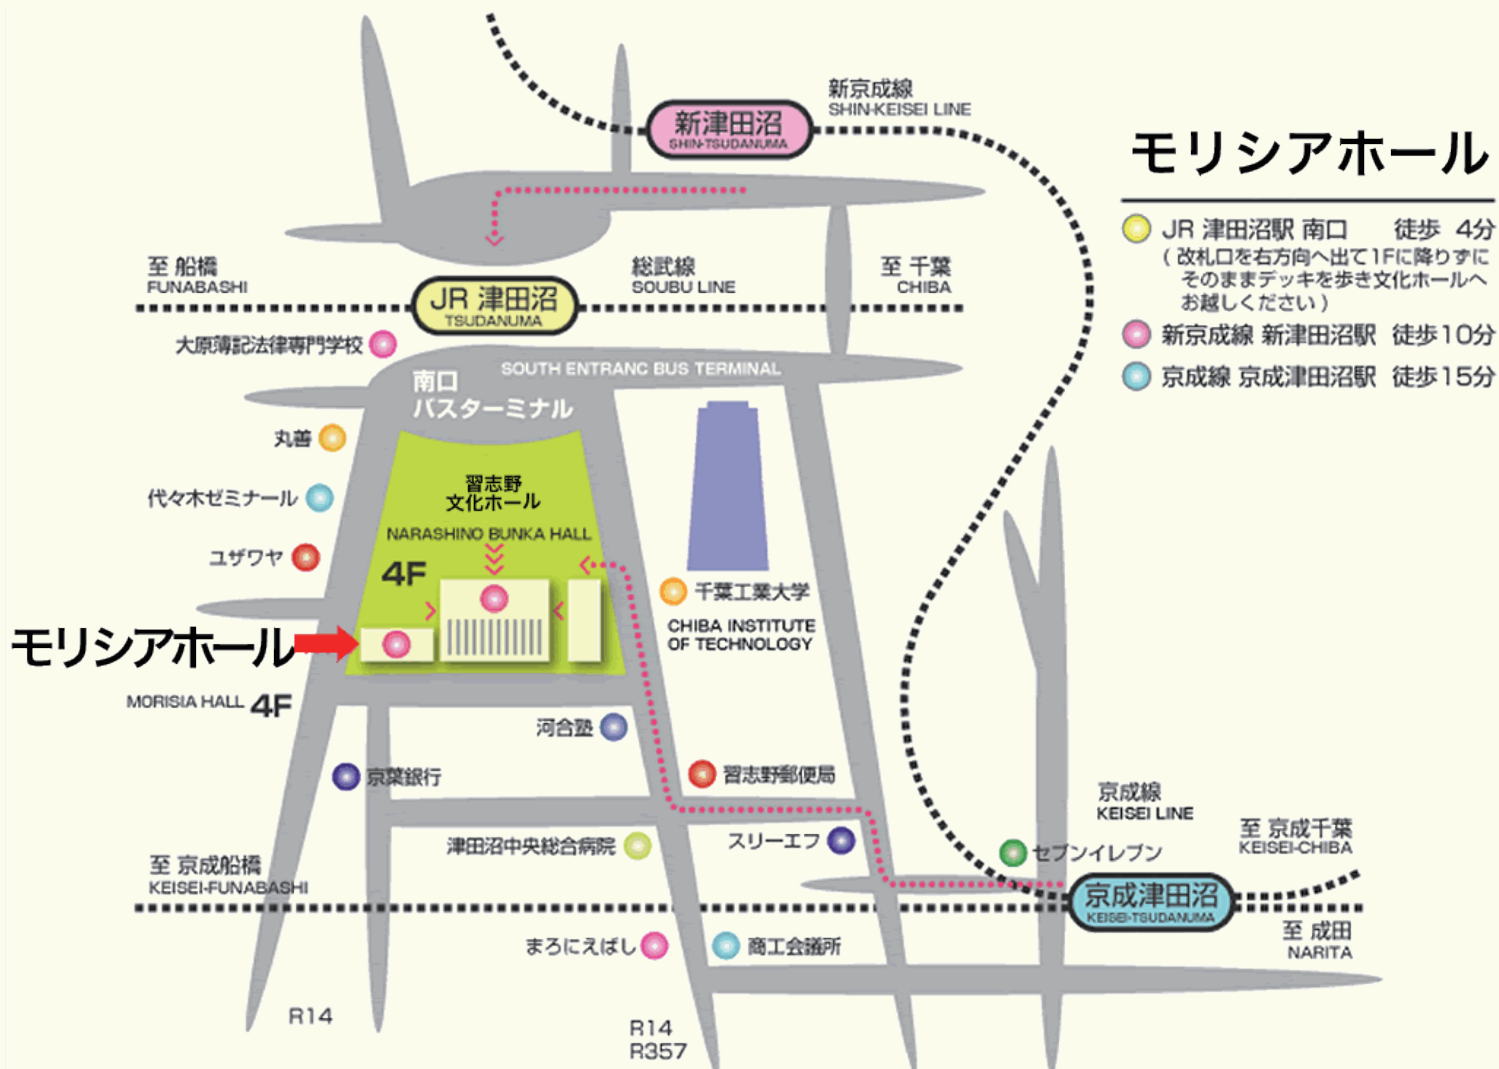 新京成線
SHIN-KEISEI LINE
新津田沼
SHIN-TSUDANUMA
モリシアホール
JR 津田沼駅 南口 徒歩 4分
( 改札口を右方向へ出て1Fに降りずに
そのままデッキを歩き文化ホールへ
お越しください )
新京成線 新津田沼駅 徒歩10分
京成線 京成津田沼駅 徒歩15分
至 船橋
FUNABASHI
JR 津田沼
TSUDANUMA
総武線
SOUBU LINE
至 千葉
CHIBA
大原簿記法律専門学校
南口
バスターミナル
SOUTH ENTRANC BUS TERMINAL
丸善
代々木ゼミナール
ユザワヤ
習志野
文化ホール
NARASHINO BUNKA HALL
4F
千葉工業大学
CHIBA INSTITUTE
OF TECHNOLOGY
モリシアホール
MORISIA HALL 4F
河合塾
京葉銀行
習志野郵便局
津田沼中央総合病院
スリーエフ
京成線
KEISEI LINE
セブンイレブン
至 京成千葉
KEISEI-CHIBA
至 京成船橋
KEISEI-FUNABASHI
京成津田沼
KEISEI-TSUDANUMA
至 成田
NARITA
まろにえばし
商工会議所
R14
R14
R357